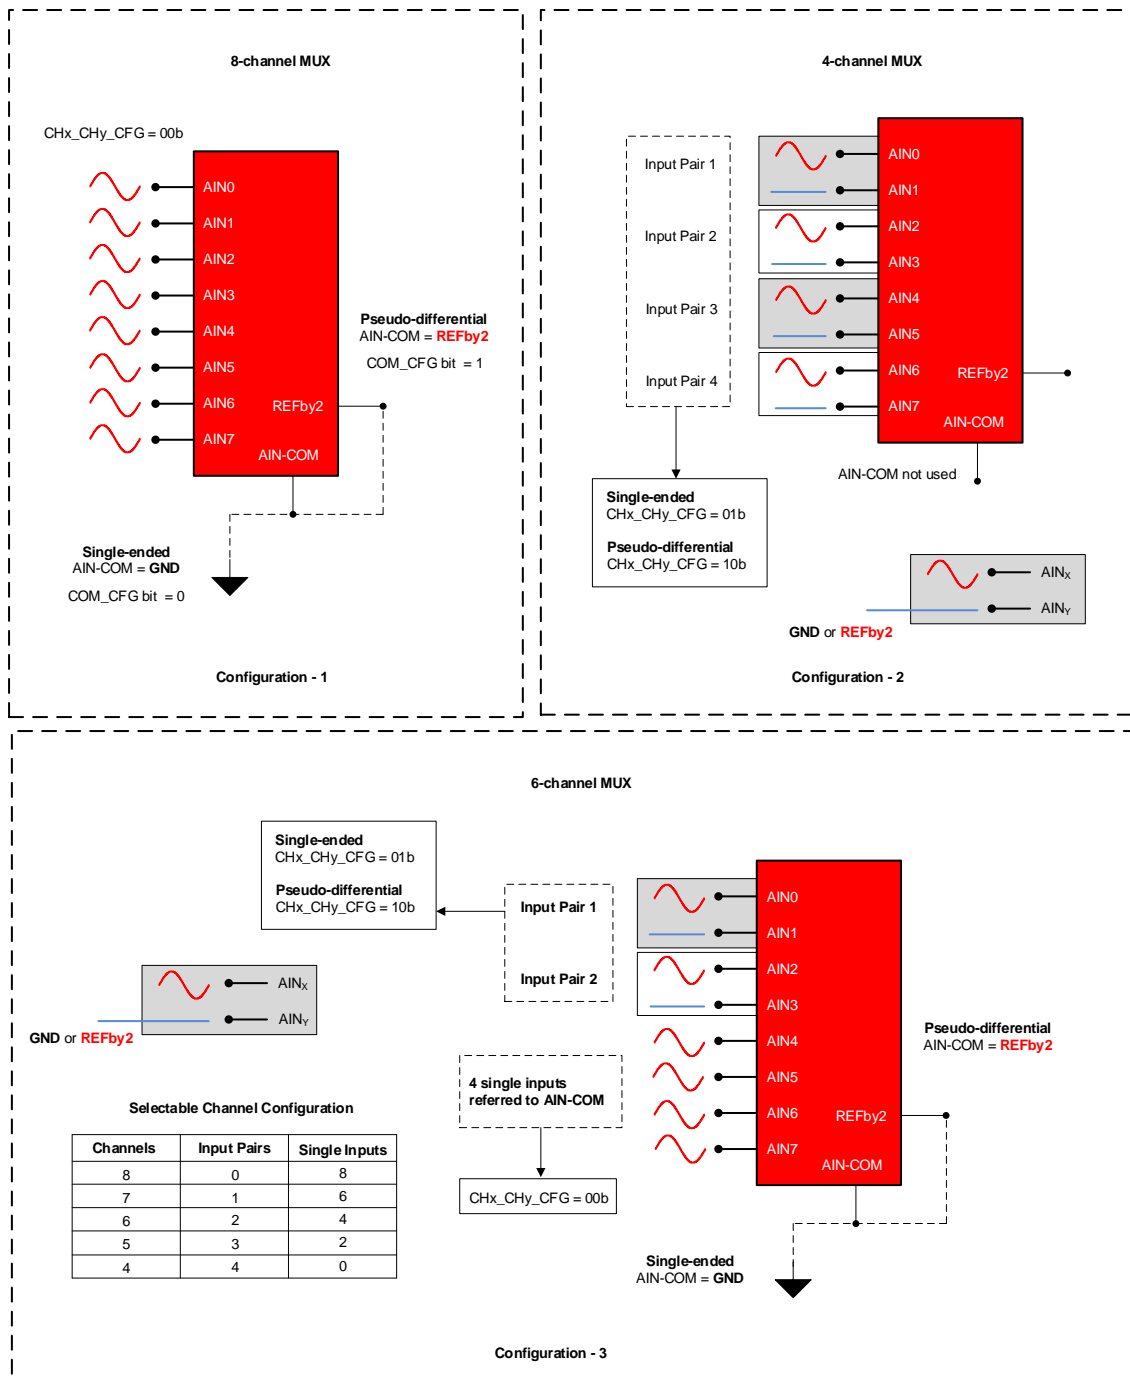 8-channel MUX
CHx_CHy_CFG = 00b
AIN0
AIN1
AIN2
AIN3
AIN4
AIN5
AIN6
AIN7
REFby2
AIN-COM
Pseudo-differential
AIN-COM = REFby2
COM_CFG bit = 1
Single-ended
AIN-COM = GND
COM_CFG bit = 0
Configuration - 1
4-channel MUX
Input Pair 1
Input Pair 2
Input Pair 3
Input Pair 4
AIN0
AIN1
AIN2
AIN3
AIN4
AIN5
AIN6
AIN7
REFby2
AIN-COM
AIN-COM not used
Single-ended
CHx_CHy_CFG = 01b
Pseudo-differential
CHx_CHy_CFG = 10b
AINX
AINY
GND or REFby2
Configuration - 2
6-channel MUX
Single-ended
CHx_CHy_CFG = 01b
Pseudo-differential
CHx_CHy_CFG = 10b
Input Pair 1
Input Pair 2
AINX
AINY
GND or REFby2
4 single inputs
referred to AIN-COM
CHx_CHy_CFG = 00b
AIN0
AIN1
AIN2
AIN3
AIN4
AIN5
AIN6
AIN7
REFby2
AIN-COM
Pseudo-differential
AIN-COM = REFby2
Single-ended
AIN-COM = GND
Selectable Channel Configuration
Channels Input Pairs Single Inputs
8 0 8
7 1 6
6 2 4
5 3 2
4 4 0
Configuration - 3